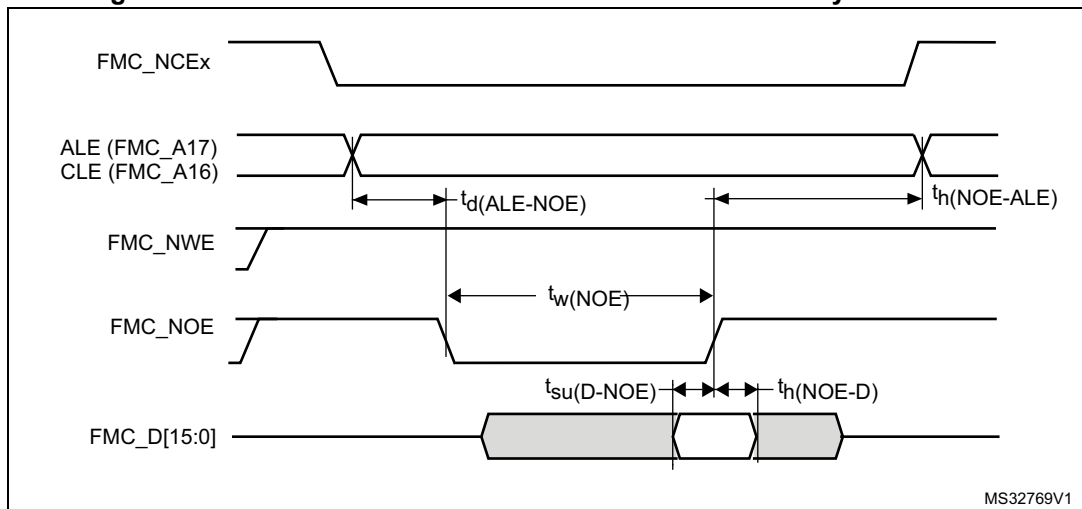 FMC_NCEx
ALE (FMC_A17)
CLE (FMC_A16)
td(ALE-NOE)
th(NOE-ALE)
FMC_NWE
tw(NOE)
FMC_NOE
tsu(D-NOE)
th(NOE-D)
FMC_D[15:0]
MS32769V1